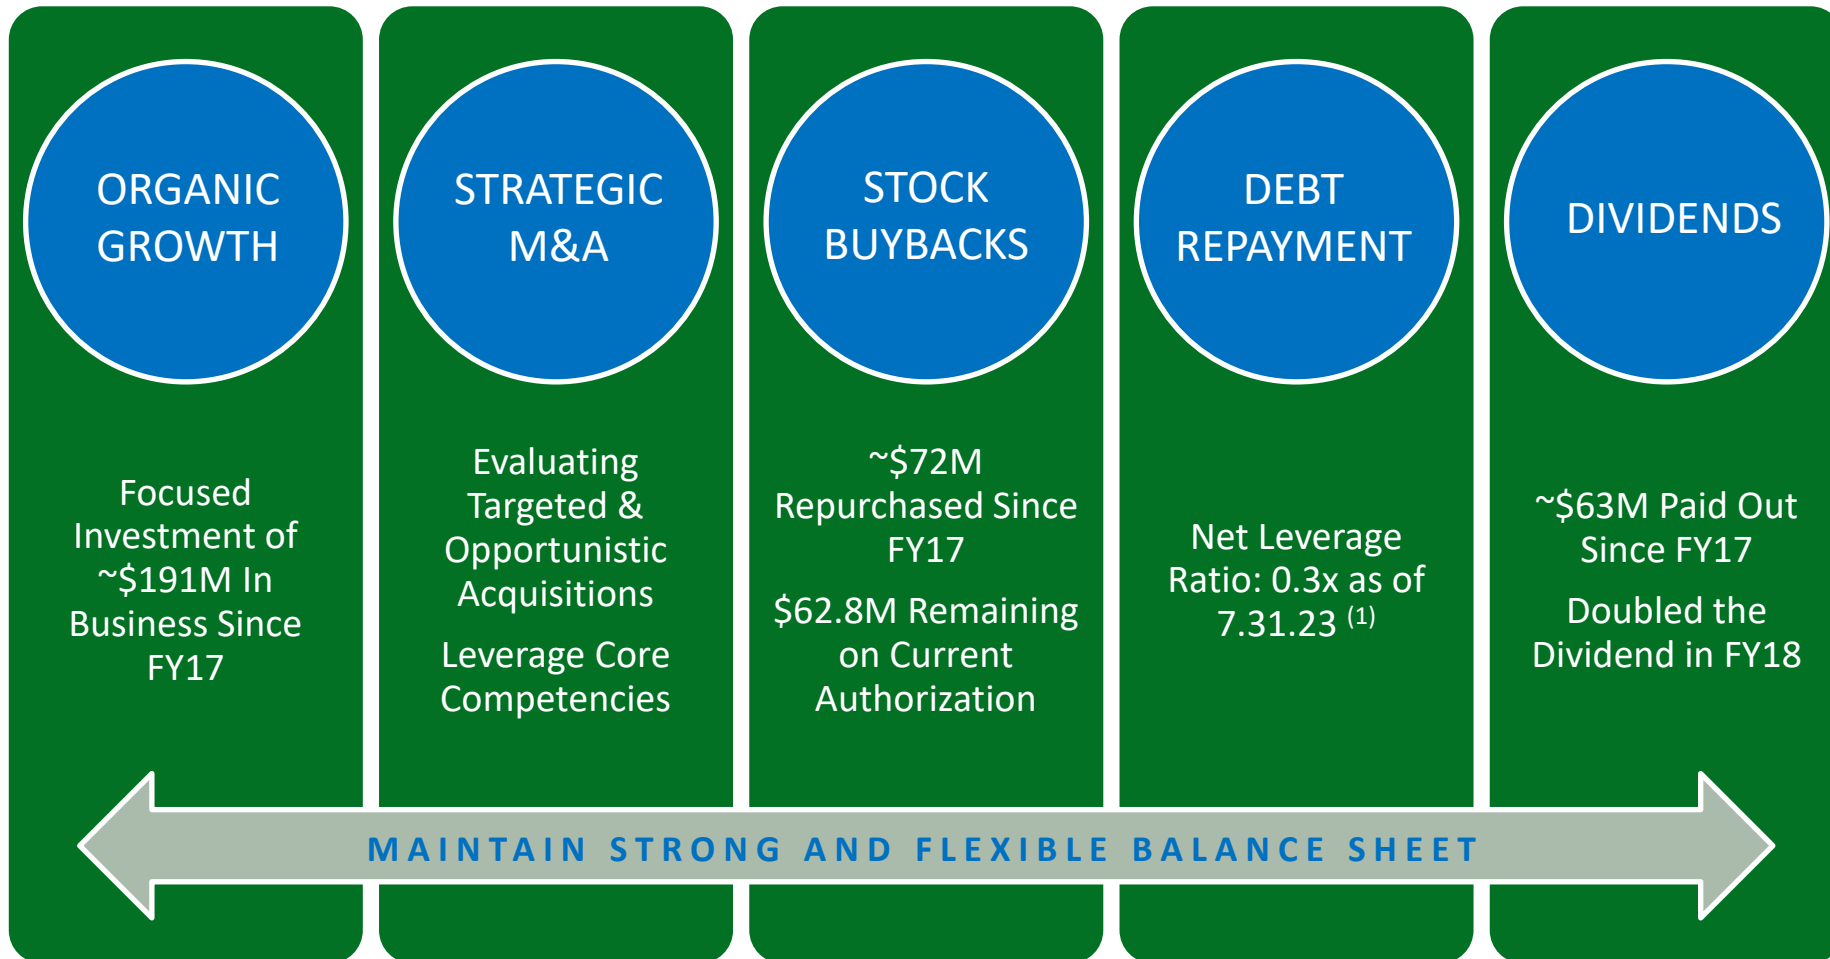 ORGANIC
GROWTH
STRATEGIC
M&A
STOCK
BUYBACKS
DEBT
REPAYMENT
DIVIDENDS
Focused
Investment of
~$191M In
Business Since
FY17
Evaluating
Targeted &
Opportunistic
Acquisitions
Leverage Core
Competencies
~$72M
Repurchased Since
FY17
$62.8M Remaining
on Current
Authorization
Net Leverage
Ratio: 0.3x as of
7.31.23 (1)
~$63M Paid Out
Since FY17
Doubled the
Dividend in FY18
MAINTAIN STRONG AND FLEXIBLE BALANCE SHEET